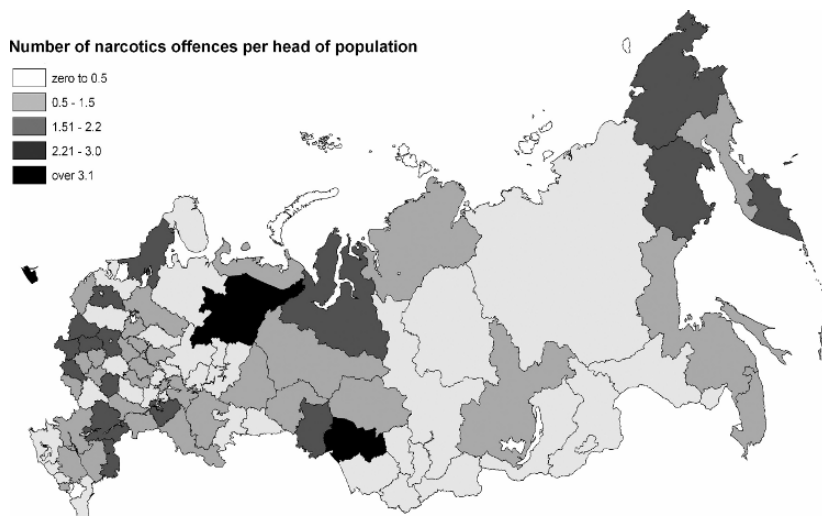 Number of narcotics offences per head of population
zero to 0.5
0.5 - 1.5
1.51 - 2.2
2.21 - 3.0
over 3.1